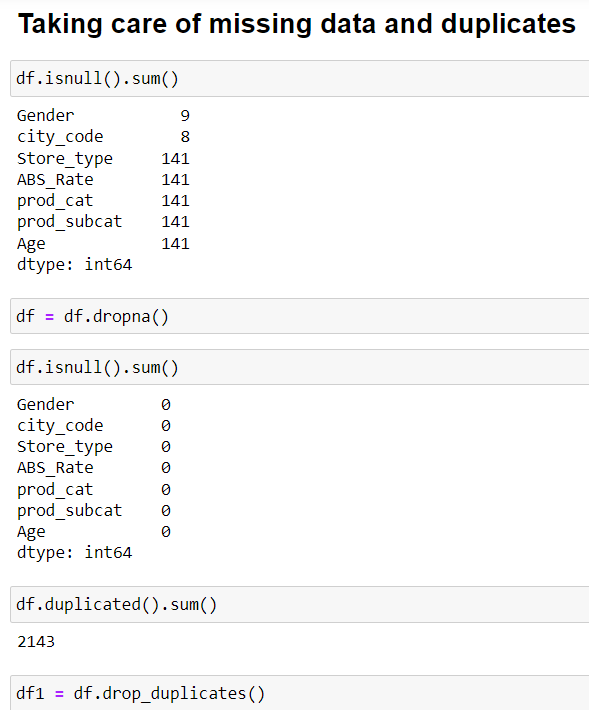 Taking care of missing data and duplicates
df.isnull().sum()
Gender 9
city_code 8
Store_type 141
ABS_Rate 141
prod_cat 141
prod_subcat 141
Age 141
dtype: int64
df = df.dropna()
df.isnull().sum()
Gender 0
city_code 0
Store_type 0
ABS_Rate 0
prod_cat 0
prod_subcat 0
Age 0
dtype: int64
df.duplicated().sum()
2143
df1 = df.drop_duplicates()